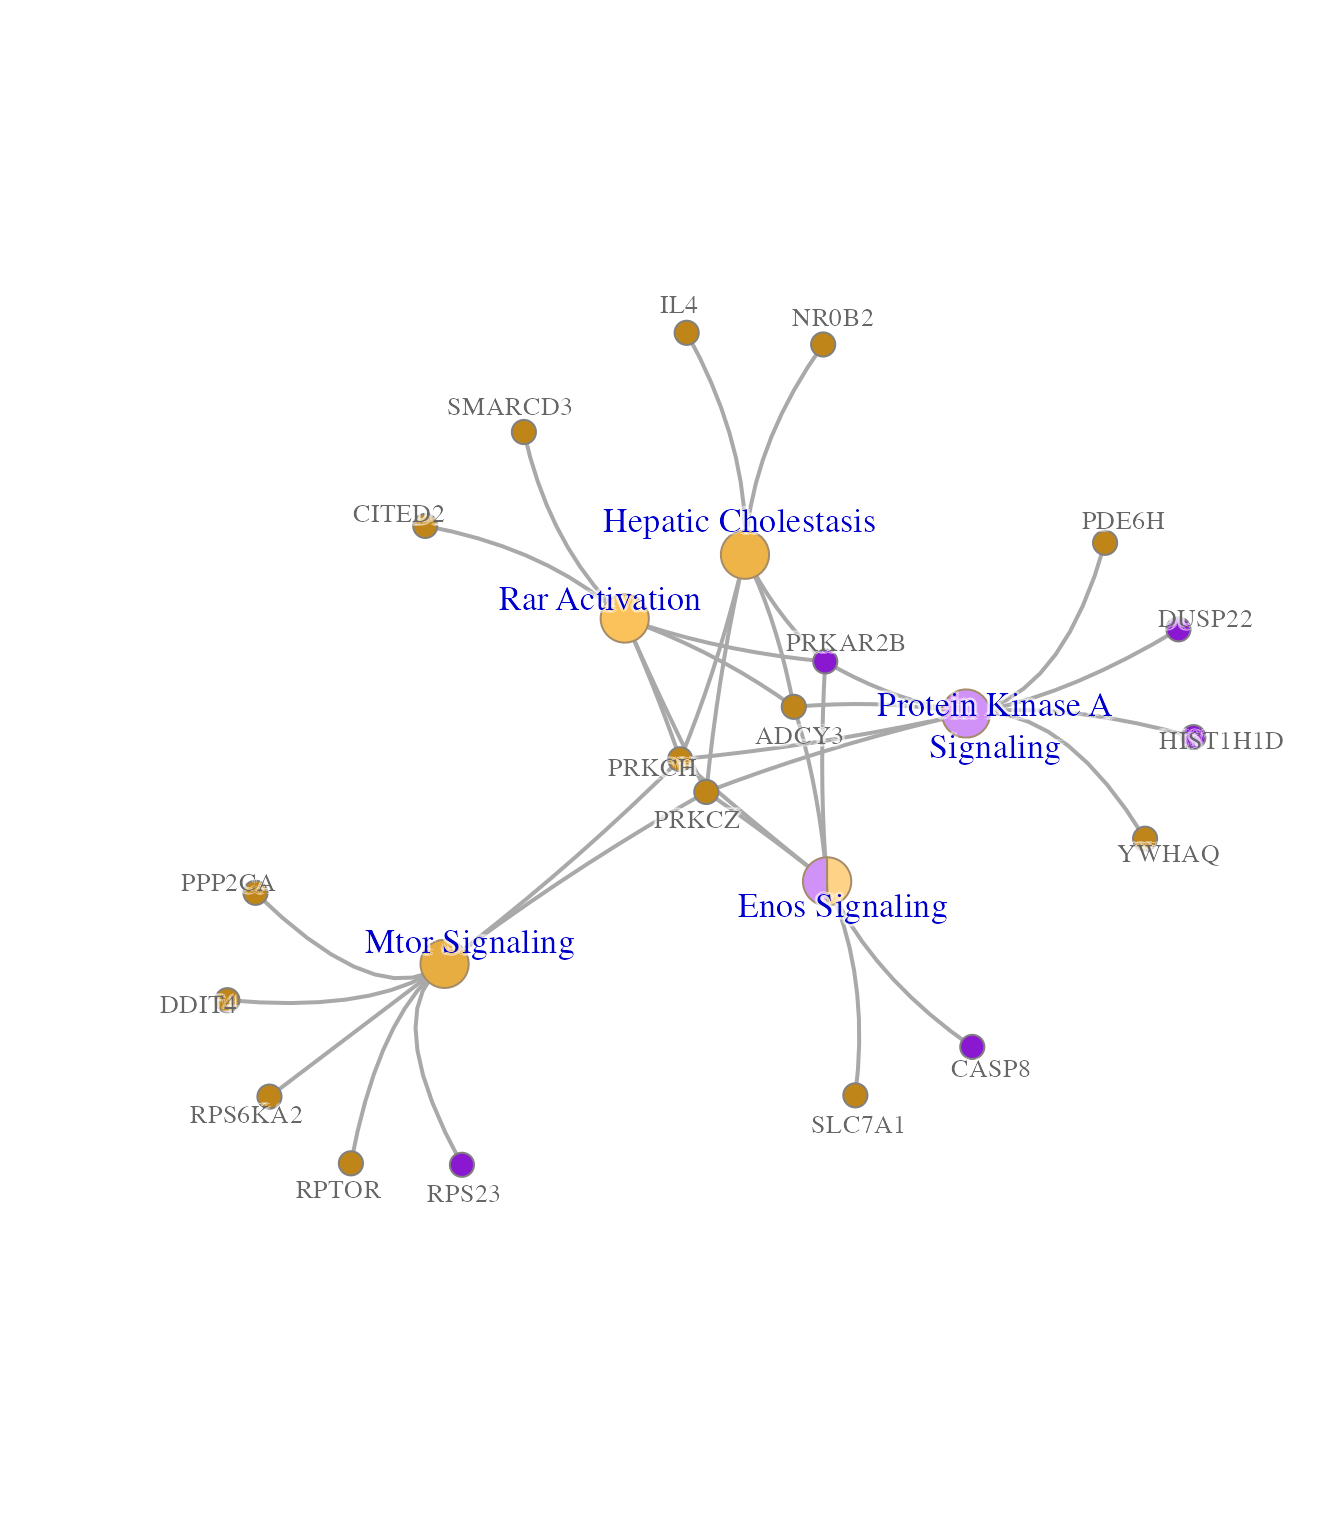 IL4
NR0B2
SMARCD3
CITED2
Hepatic Cholestasis
PDE6H
Rar Activation
DUSP22
PRKAR2B
Protein Kinase A
Signaling
ADCY3
HIST1H1D
PRKCH
PRKCZ
YWHAQ
PPP2CA
Enos Signaling
Mtor Signaling
DDIT4
CASP8
RPS6KA2
SLC7A1
RPTOR
RPS23